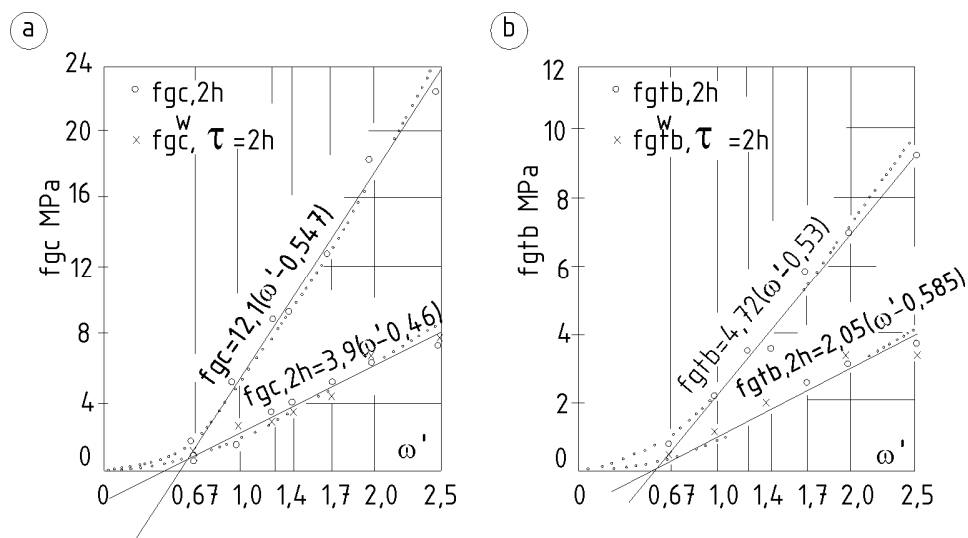 a
24
20
16
12
8
4
0
fgc MPa
fgc,2h
w
fgc, τ =2h
fgc=12,1(ω'-0,547)
fgc,2h=3,9(ω'-0,46)
ω'
0 0,67 1,0 1,4 1,7 2,0 2,5
b
12
10
8
6
4
2
0
fgtb MPa
fgtb,2h
w
fgtb, τ =2h
fgtb=4,72(ω'-0,53)
fgtb,2h=2,05(ω'-0,585)
ω'
0 0,67 1,0 1,4 1,7 2,0 2,5